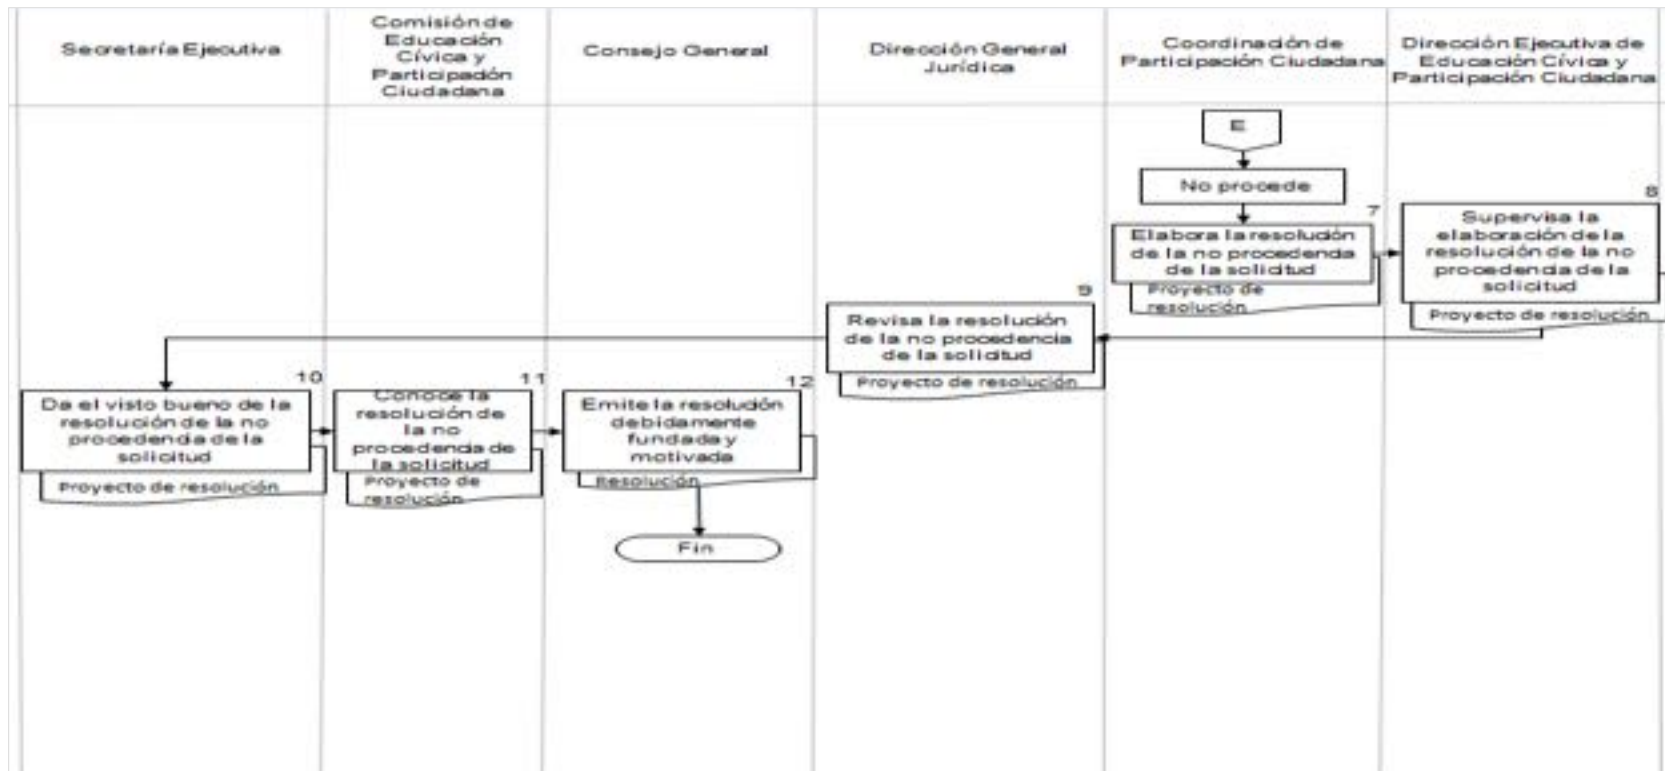 Secretaría Ejecutiva
Comisión de
Educación
Cívica y
Participación
Ciudadana
Consejo General
Dirección General
Jurídica
Coordinación de
Participación Ciudadana
Dirección Ejecutiva de
Educación Cívica y
Participación Ciudadana
E
No procede
7
Elabora la resolución
de la no procedencia
de la solicitud
Proyecto de
resolución
8
Supervisa la
elaboración de la
resolución de la no
procedencia de la
solicitud
Proyecto de resolución
9
Revisa la resolución
de la no procedencia
de la solicitud
Proyecto de resolución
10
Da el visto bueno de la
resolución de la no
procedencia de la
solicitud
Proyecto de resolución
11
Conoce la
resolución de
la no
procedencia de
la solicitud
Proyecto de
resolución
12
Emite la resolución
debidamente
fundada y
motivada
Resolución
Fin